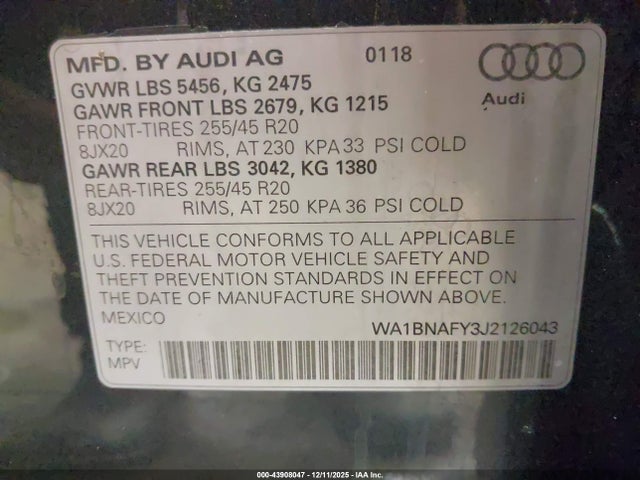 MFD. BY AUDI AG 0118
GVWR LBS 5456, KG 2475
GAWR FRONT LBS 2679, KG 1215
Audi
FRONT-TIRES 255/45 R20
8JX20 RIMS, AT 230 KPA 33 PSI COLD
GAWR REAR LBS 3042, KG 1380
REAR-TIRES 255/45 R20
8JX20 RIMS, AT 250 KPA 36 PSI COLD
THIS VEHICLE CONFORMS TO ALL APPLICABLE
U.S. FEDERAL MOTOR VEHICLE SAFETY AND
THEFT PREVENTION STANDARDS IN EFFECT ON
THE DATE OF MANUFACTURE SHOWN ABOVE.
MEXICO WA1BNAFY3J2126043
TYPE:
MPV
000-43908047 - 12/11/2025 - IAA Inc.